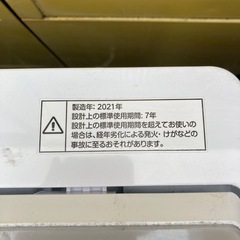 製造年: 2021年
設計上の標準使用期間: 7年
設計上の標準使用期間を超えてお使いの
場合は、経年劣化による発火・けがなどの
事故に至るおそれがあります。